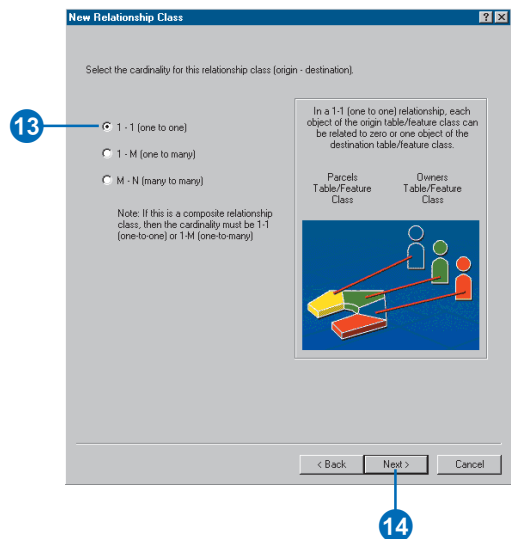 New Relationship Class
Select the cardinality for this relationship class (origin - destination).
13
1 - 1 (one to one)
1 - M (one to many)
M - N (many to many)
Note: If this is a composite relationship
class, then the cardinality must be 1-1
(one-to-one) or 1-M (one-to-many)
In a 1-1 (one to one) relationship, each
object of the origin table/feature class can
be related to zero or one object of the
destination table/feature class.
Parcels
Table/Feature
Class
Owners
Table/Feature
Class
< Back
Next >
Cancel
14